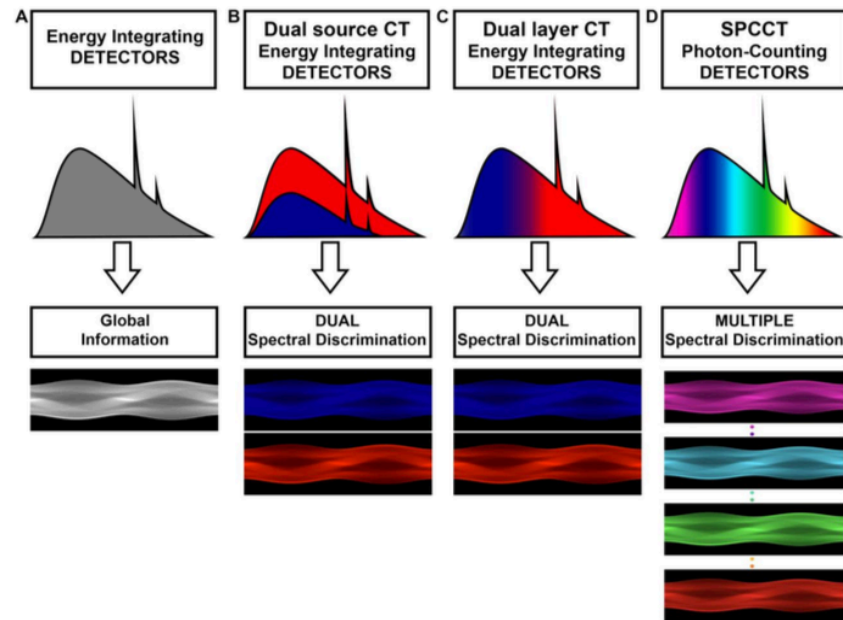 A
Energy Integrating
DETECTORS
B
Dual source CT
Energy Integrating
DETECTORS
C
Dual layer CT
Energy Integrating
DETECTORS
D
SPCCT
Photon-Counting
DETECTORS
Global
Information
DUAL
Spectral Discrimination
DUAL
Spectral Discrimination
MULTIPLE
Spectral Discrimination